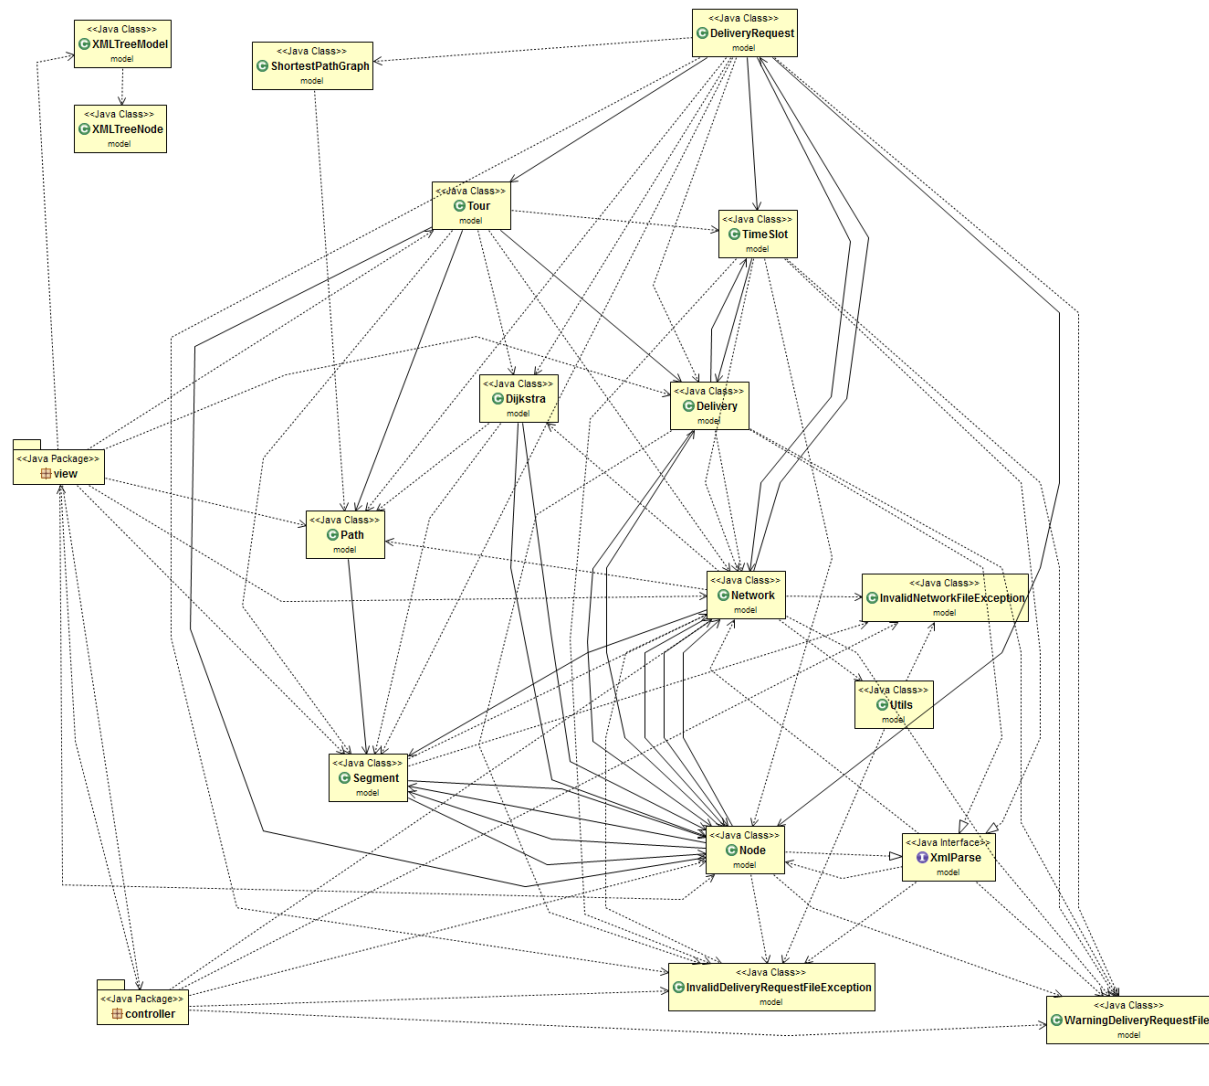 <<Java Class>>
DeliveryRequest
model
<<Java Class>>
XMLTreeModel
model
<<Java Class>>
ShortestPathGraph
model
<<Java Class>>
XMLTreeNode
model
<<Java Class>>
Tour
model
<<Java Class>>
TimeSlot
model
<<Java Class>>
Dijkstra
model
<<Java Class>>
Delivery
model
<<Java Package>>
view
<<Java Class>>
Path
model
<<Java Class>>
Network
model
<<Java Class>>
InvalidNetworkFileException
model
<<Java Class>>
Utils
model
<<Java Class>>
Segment
model
<<Java Class>>
Node
model
<<Java Interface>>
XmlParse
model
<<Java Class>>
InvalidDeliveryRequestFileException
model
<<Java Package>>
controller
<<Java Class>>
WarningDeliveryRequestFile
model